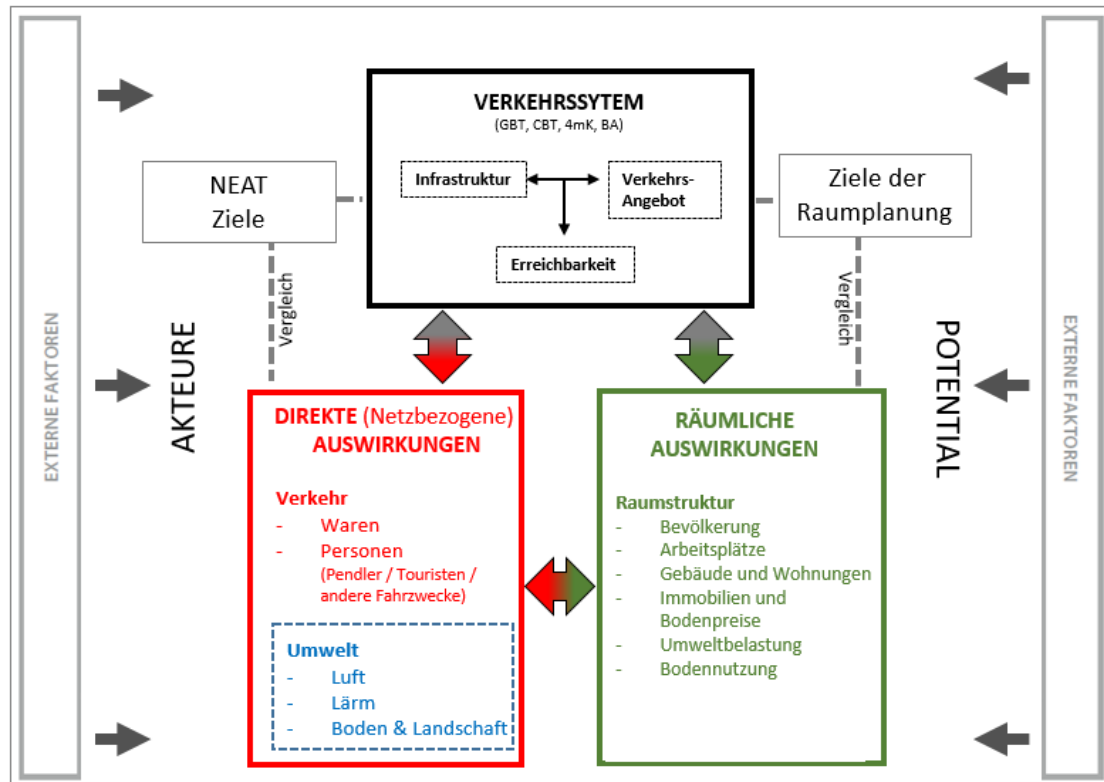 EXTERNE FAKTOREN
AKTEURE
NEAT
Ziele
Vergleich
VERKEHRSSYTEM
(GBT, CBT, 4mK, BA)
Infrastruktur
Verkehrs-
Angebot
Erreichbarkeit
Ziele der
Raumplanung
Vergleich
POTENTIAL
EXTERNE FAKTOREN
DIREKTE (Netzbezogene)
AUSWIRKUNGEN
Verkehr
- Waren
- Personen
(Pendler / Touristen /
andere Fahrzwecke)
Umwelt
- Luft
- Lärm
- Boden & Landschaft
RÄUMLICHE
AUSWIRKUNGEN
Raumstruktur
- Bevölkerung
- Arbeitsplätze
- Gebäude und Wohnungen
- Immobilien und
Bodenpreise
- Umweltbelastung
- Bodennutzung